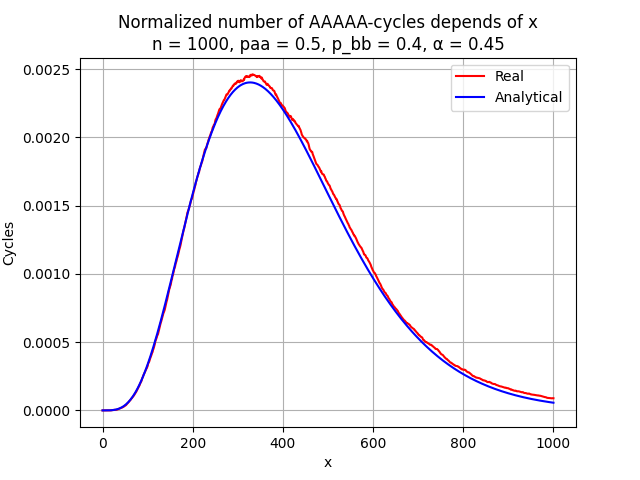 Normalized number of AAAAA-cycles depends of x
n = 1000, paa = 0.5, p_bb = 0.4, α = 0.45
Real
Analytical
Cycles
0.0025
0.0020
0.0015
0.0010
0.0005
0.0000
0 200 400 600 800 1000
x